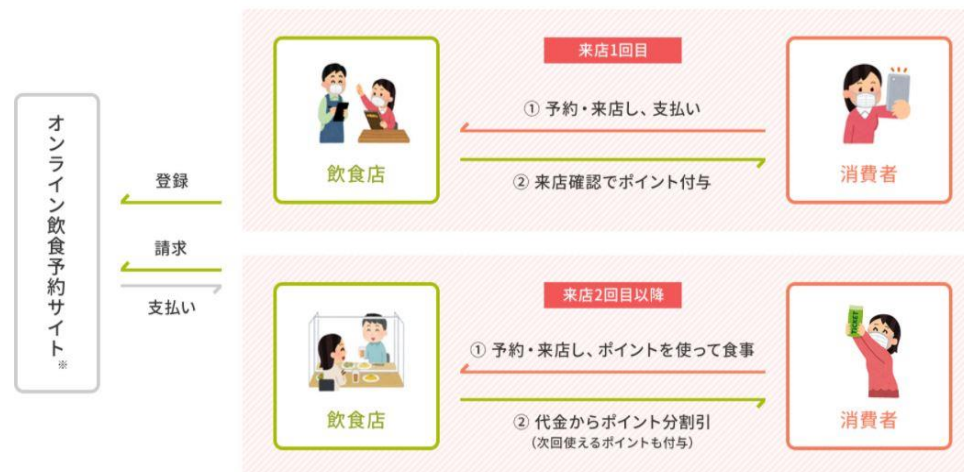 オンライン飲食予約サイト※
登録
請求
支払い
来店1回目
① 予約・来店し、支払い
② 来店確認でポイント付与
飲食店
消費者
来店2回目以降
① 予約・来店し、ポイントを使って食事
② 代金からポイント分割引
(次回使えるポイントも付与)
飲食店
消費者
TICKET